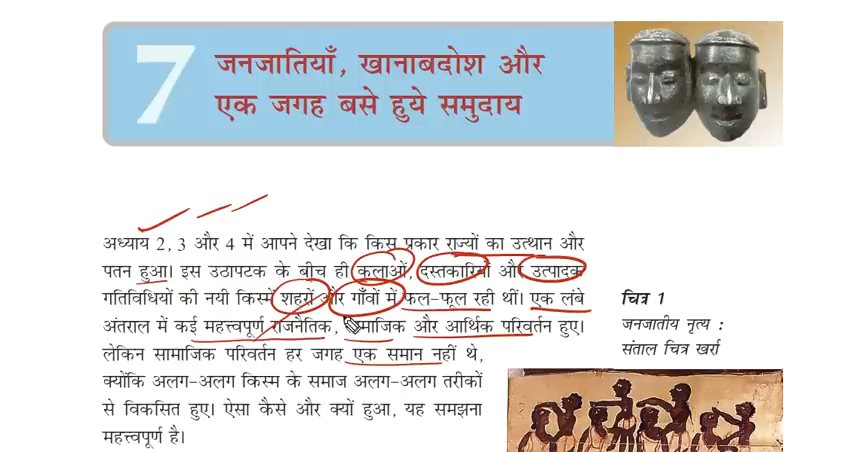 7
जनजातियाँ, खानाबदोश और
एक जगह बसे हुये समुदाय
अध्याय 2, 3 और 4 में आपने देखा कि किस प्रकार राज्यों का उत्थान और
पतन हुआ। इस उठापटक के बीच ही कलाओं, दस्तकारियों और उत्पादक
गतिविधियों की नयी किस्में शहरों और गाँवों में फल-फूल रही थीं। एक लंबे
अंतराल में कई महत्त्वपूर्ण राजनैतिक, सामाजिक और आर्थिक परिवर्तन हुए।
लेकिन सामाजिक परिवर्तन हर जगह एक समान नहीं थे,
क्योंकि अलग-अलग किस्म के समाज अलग-अलग तरीकों
से विकसित हुए। ऐसा कैसे और क्यों हुआ, यह समझना
महत्त्वपूर्ण है।
चित्र 1
जनजातीय नृत्य :
संताल चित्र खर्रा